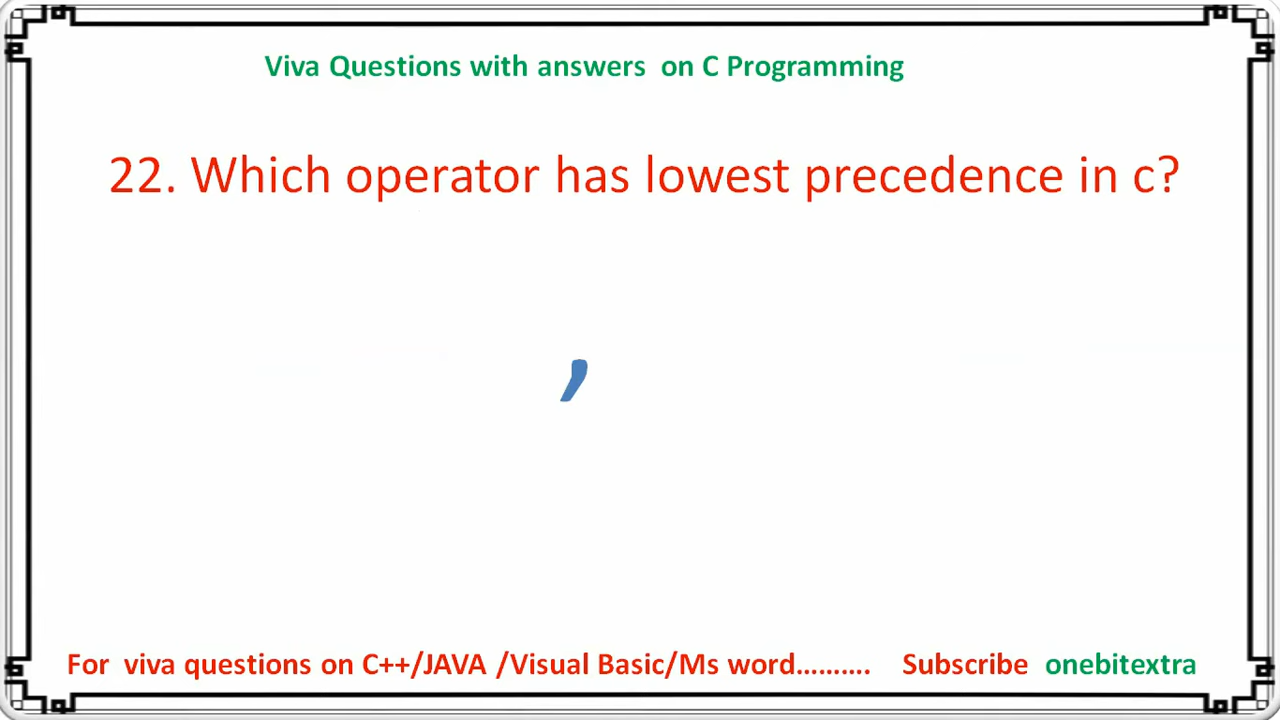 Viva Questions with answers on C Programming
22. Which operator has lowest precedence in c?
,
For viva questions on C++/JAVA /Visual Basic/Ms word.......... Subscribe onebitextra